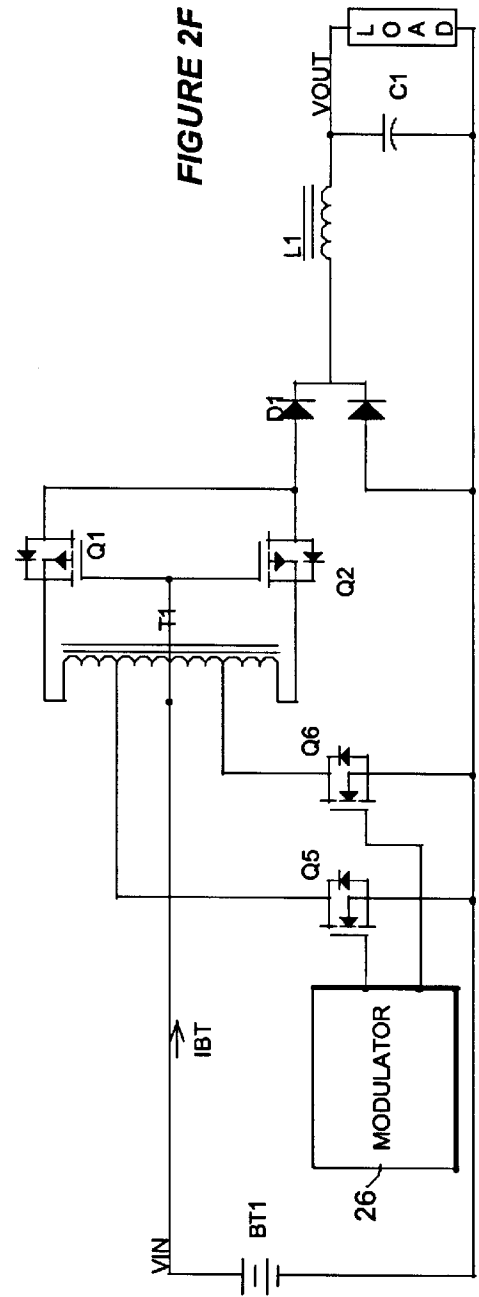 FIGURE 2F
VIN
BT1
IBT
26
MODULATOR
Q5
Q6
T1
Q1
Q2
D1
L1
VOUT
C1
LOAD